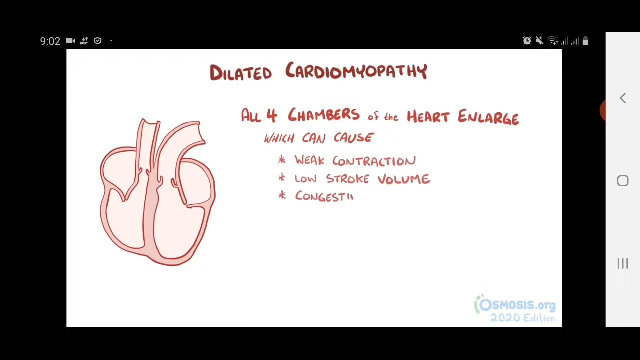 9:02
DILATED CARDIOMYOPATHY
ALL 4 CHAMBERS of the HEART ENLARGE
WHICH CAN CAUSE
* WEAK CONTRACTION
* LOW STROKE VOLUME
* CONGESTI
OSMOSIS.org
2020 Edition